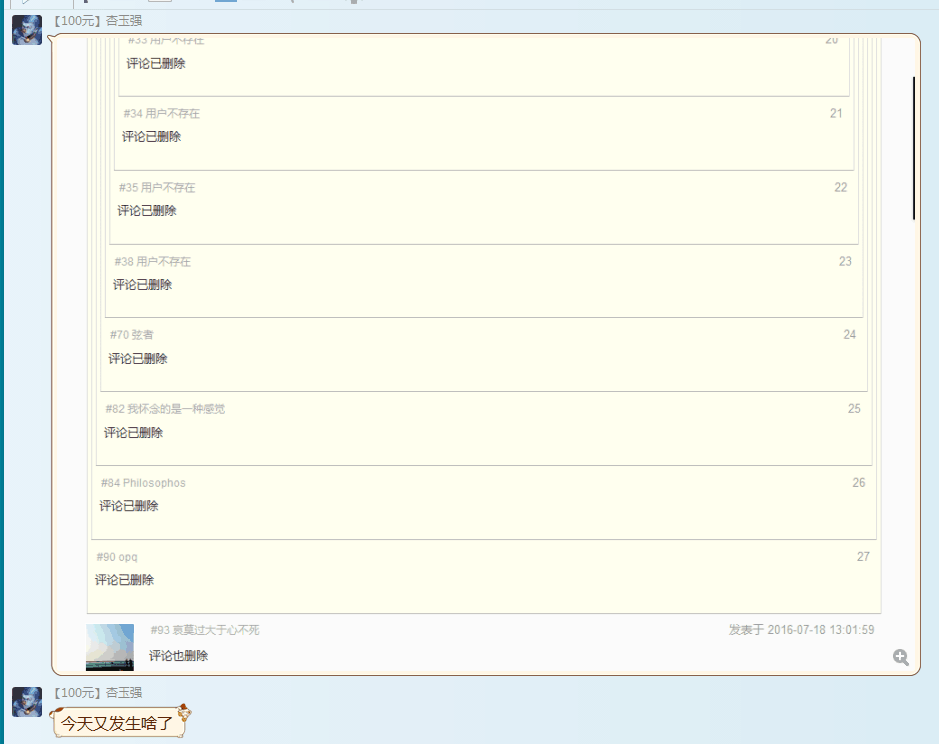 【100元】杏玉强
#33 用户不存在 20
评论已删除
#34 用户不存在 21
评论已删除
#35 用户不存在 22
评论已删除
#38 用户不存在 23
评论已删除
#70 弦者 24
评论已删除
#82 我怀念的是一种感觉 25
评论已删除
#84 Philosophos 26
评论已删除
#90 opq 27
评论已删除
#93 哀莫过大于心不死 发表于 2016-07-18 13:01:59
评论也删除
【100元】杏玉强
今天又发生啥了